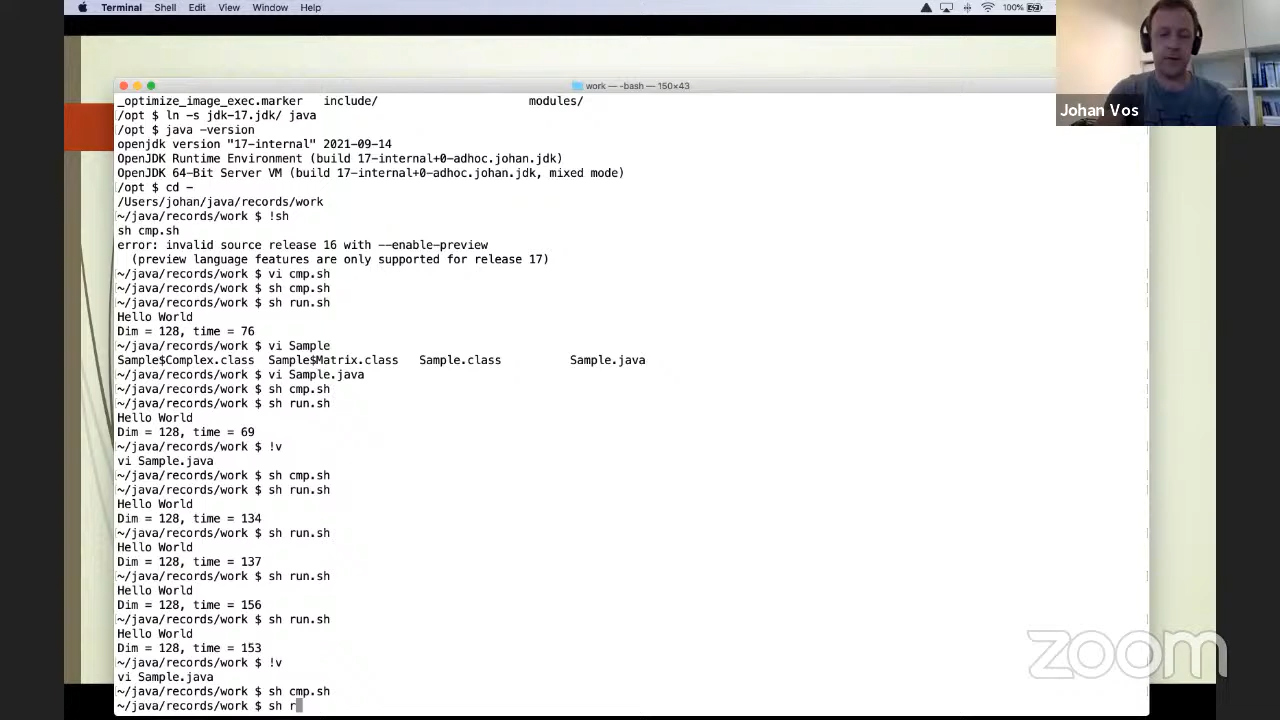 Terminal Shell Edit View Window Help
100%
work — -bash — 150×43
_optimize_image_exec.marker include/ modules/
/opt $ ln -s jdk-17.jdk/ java
/opt $ java -version
openjdk version "17-internal" 2021-09-14
OpenJDK Runtime Environment (build 17-internal+0-adhoc.johan.jdk)
OpenJDK 64-Bit Server VM (build 17-internal+0-adhoc.johan.jdk, mixed mode)
/opt $ cd -
/Users/johan/java/records/work
~/java/records/work $ !sh
sh cmp.sh
error: invalid source release 16 with --enable-preview
(preview language features are only supported for release 17)
~/java/records/work $ vi cmp.sh
~/java/records/work $ sh cmp.sh
~/java/records/work $ sh run.sh
Hello World
Dim = 128, time = 76
~/java/records/work $ vi Sample
Sample$Complex.class Sample$Matrix.class Sample.class Sample.java
~/java/records/work $ vi Sample.java
~/java/records/work $ sh cmp.sh
~/java/records/work $ sh run.sh
Hello World
Dim = 128, time = 69
~/java/records/work $ !v
vi Sample.java
~/java/records/work $ sh cmp.sh
~/java/records/work $ sh run.sh
Hello World
Dim = 128, time = 134
~/java/records/work $ sh run.sh
Hello World
Dim = 128, time = 137
~/java/records/work $ sh run.sh
Hello World
Dim = 128, time = 156
~/java/records/work $ sh run.sh
Hello World
Dim = 128, time = 153
~/java/records/work $ !v
vi Sample.java
~/java/records/work $ sh cmp.sh
~/java/records/work $ sh r
Johan Vos
zoom